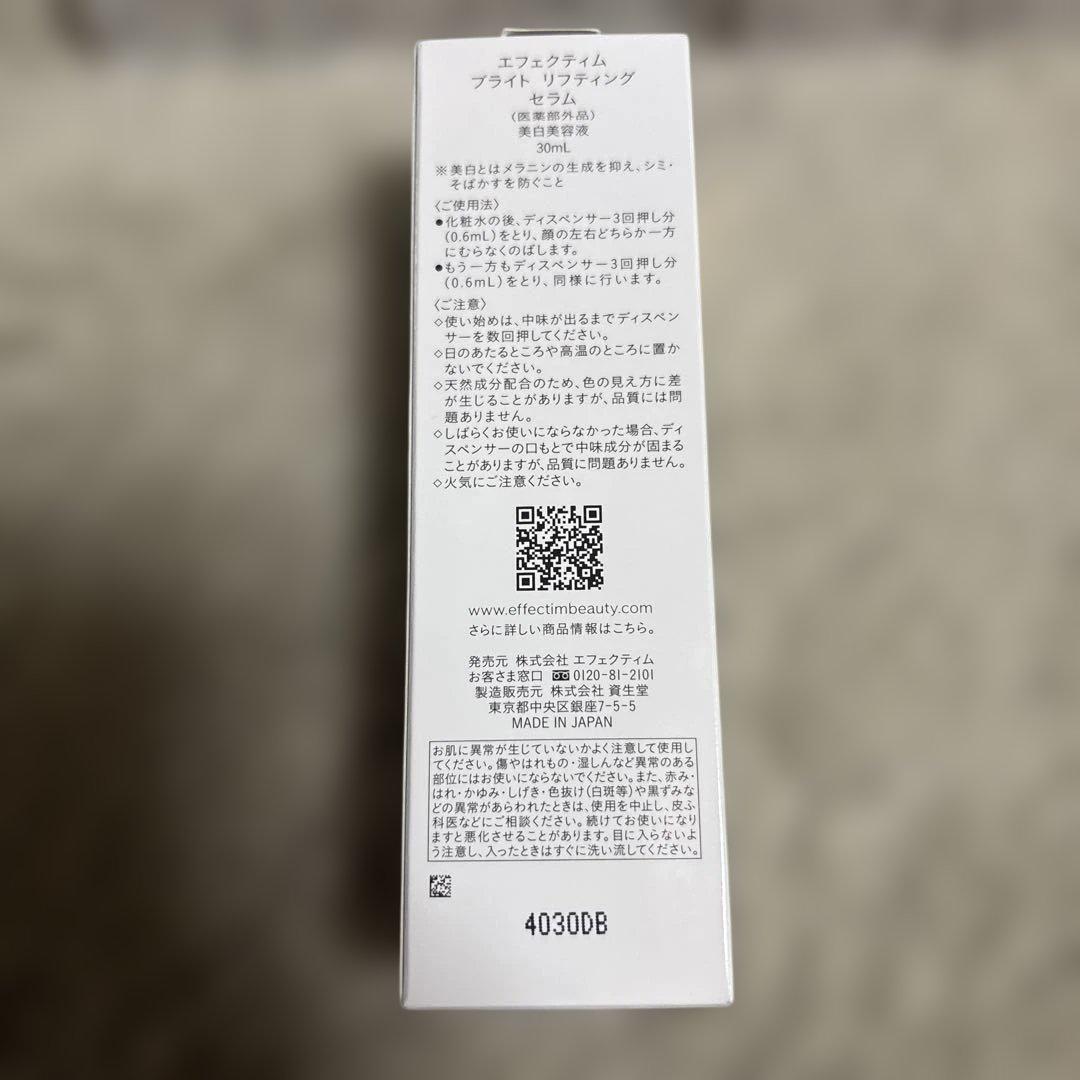 エフェクティム
ブライト リフティング
セラム
(医薬部外品)
美白美容液
30mL
※美白とはメラニンの生成を抑え、シミ・
そばかすを防ぐこと
〈ご使用法〉
●化粧水の後、ディスペンサー3回押し分
(0.6mL)をとり、顔の左右どちらか一方
にむらなくのばします。
●もう一方もディスペンサー3回押し分
(0.6mL)をとり、同様に行います。
〈ご注意〉
◇使い始めは、中味が出るまでディスペン
サーを数回押してください。
◇日のあたるところや高温のところに置か
ないでください。
◇天然成分配合のため、色の見え方に差
が生じることがありますが、品質には問
題ありません。
◇しばらくお使いにならなかった場合、ディ
スペンサーの口もとで中味成分が固まる
ことがありますが、品質に問題ありません。
◇火気にご注意ください。
www.effectimbeauty.com
さらに詳しい商品情報はこちら。
発売元 株式会社 エフェクティム
お客さま窓口 0120-81-2101
製造販売元 株式会社 資生堂
東京都中央区銀座7-5-5
MADE IN JAPAN
お肌に異常が生じていないかよく注意して使用し
てください。傷やはれもの・湿しんなど異常のある
部位にはお使いにならないでください。また、赤み・
はれ・かゆみ・しげき・色抜け(白斑等)や黒ずみな
どの異常があらわれたときは、使用を中止し、皮ふ
科医などにご相談ください。続けてお使いになり
ますと悪化させることがあります。目に入らないよ
う注意し、入ったときはすぐに洗い流してください。
4030DB